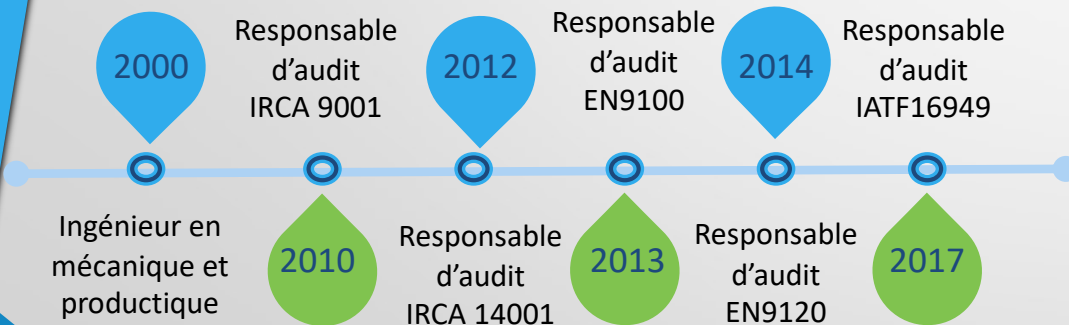 2000
Ingénieur en
mécanique et
productique
Responsable
d’audit
IRCA 9001
2010
2012
Responsable
d’audit
IRCA 14001
Responsable
d’audit
EN9100
2013
2014
Responsable
d’audit
EN9120
Responsable
d’audit
IATF16949
2017